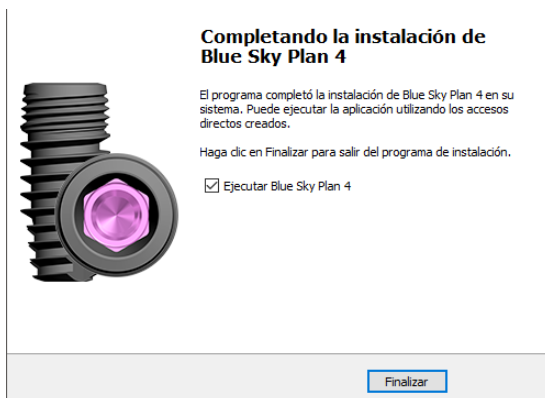 Completando la instalación de
Blue Sky Plan 4
El programa completó la instalación de Blue Sky Plan 4 en su
sistema. Puede ejecutar la aplicación utilizando los accesos
directos creados.
Haga clic en Finalizar para salir del programa de instalación.
Ejecutar Blue Sky Plan 4
Finalizar